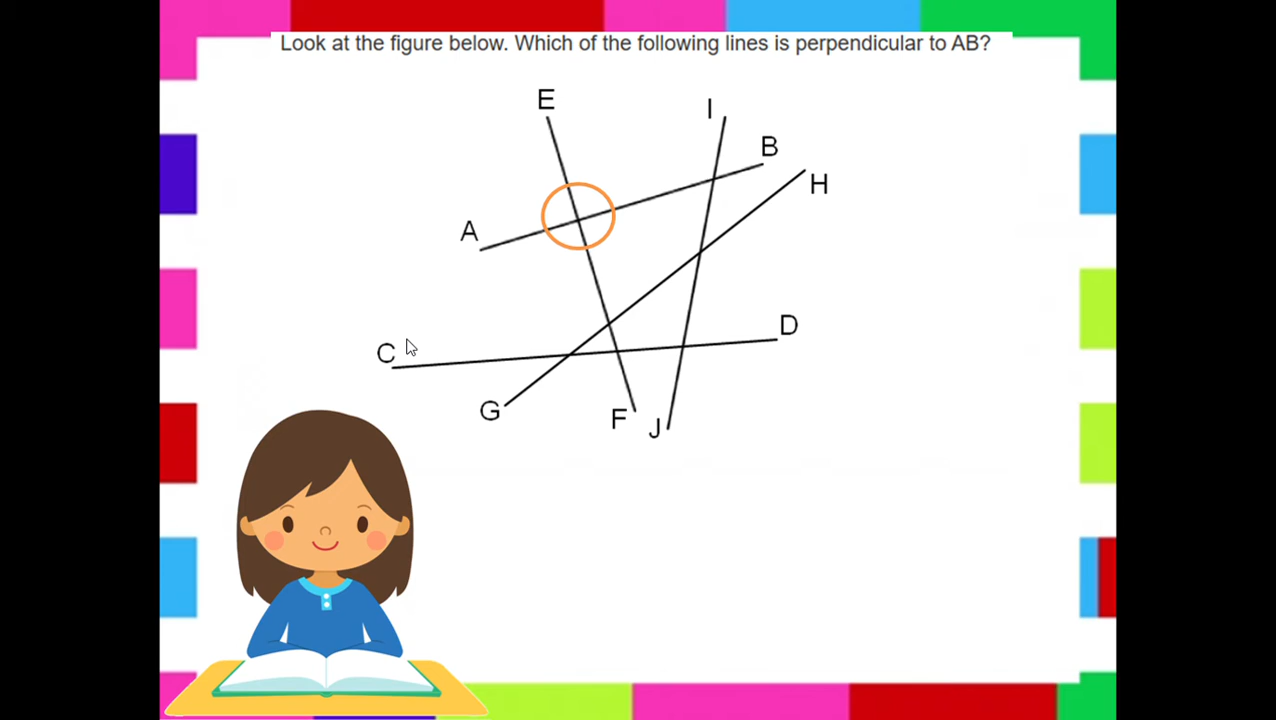 Look at the figure below. Which of the following lines is perpendicular to AB?
E
I
B
H
A
D
C
G
F
J